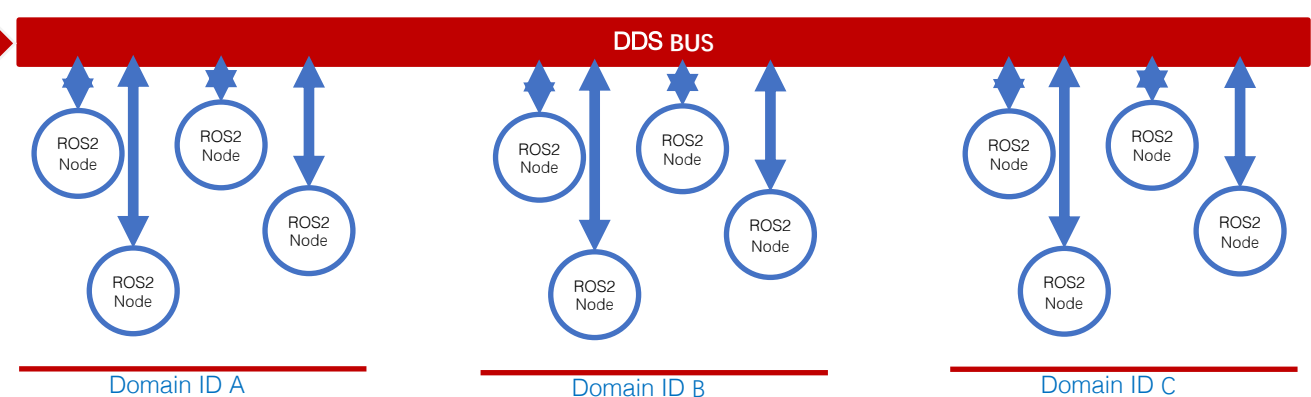 DDS BUS
ROS2
Node
ROS2
Node
ROS2
Node
ROS2
Node
Domain ID A
ROS2
Node
ROS2
Node
ROS2
Node
ROS2
Node
Domain ID B
ROS2
Node
ROS2
Node
ROS2
Node
ROS2
Node
Domain ID C